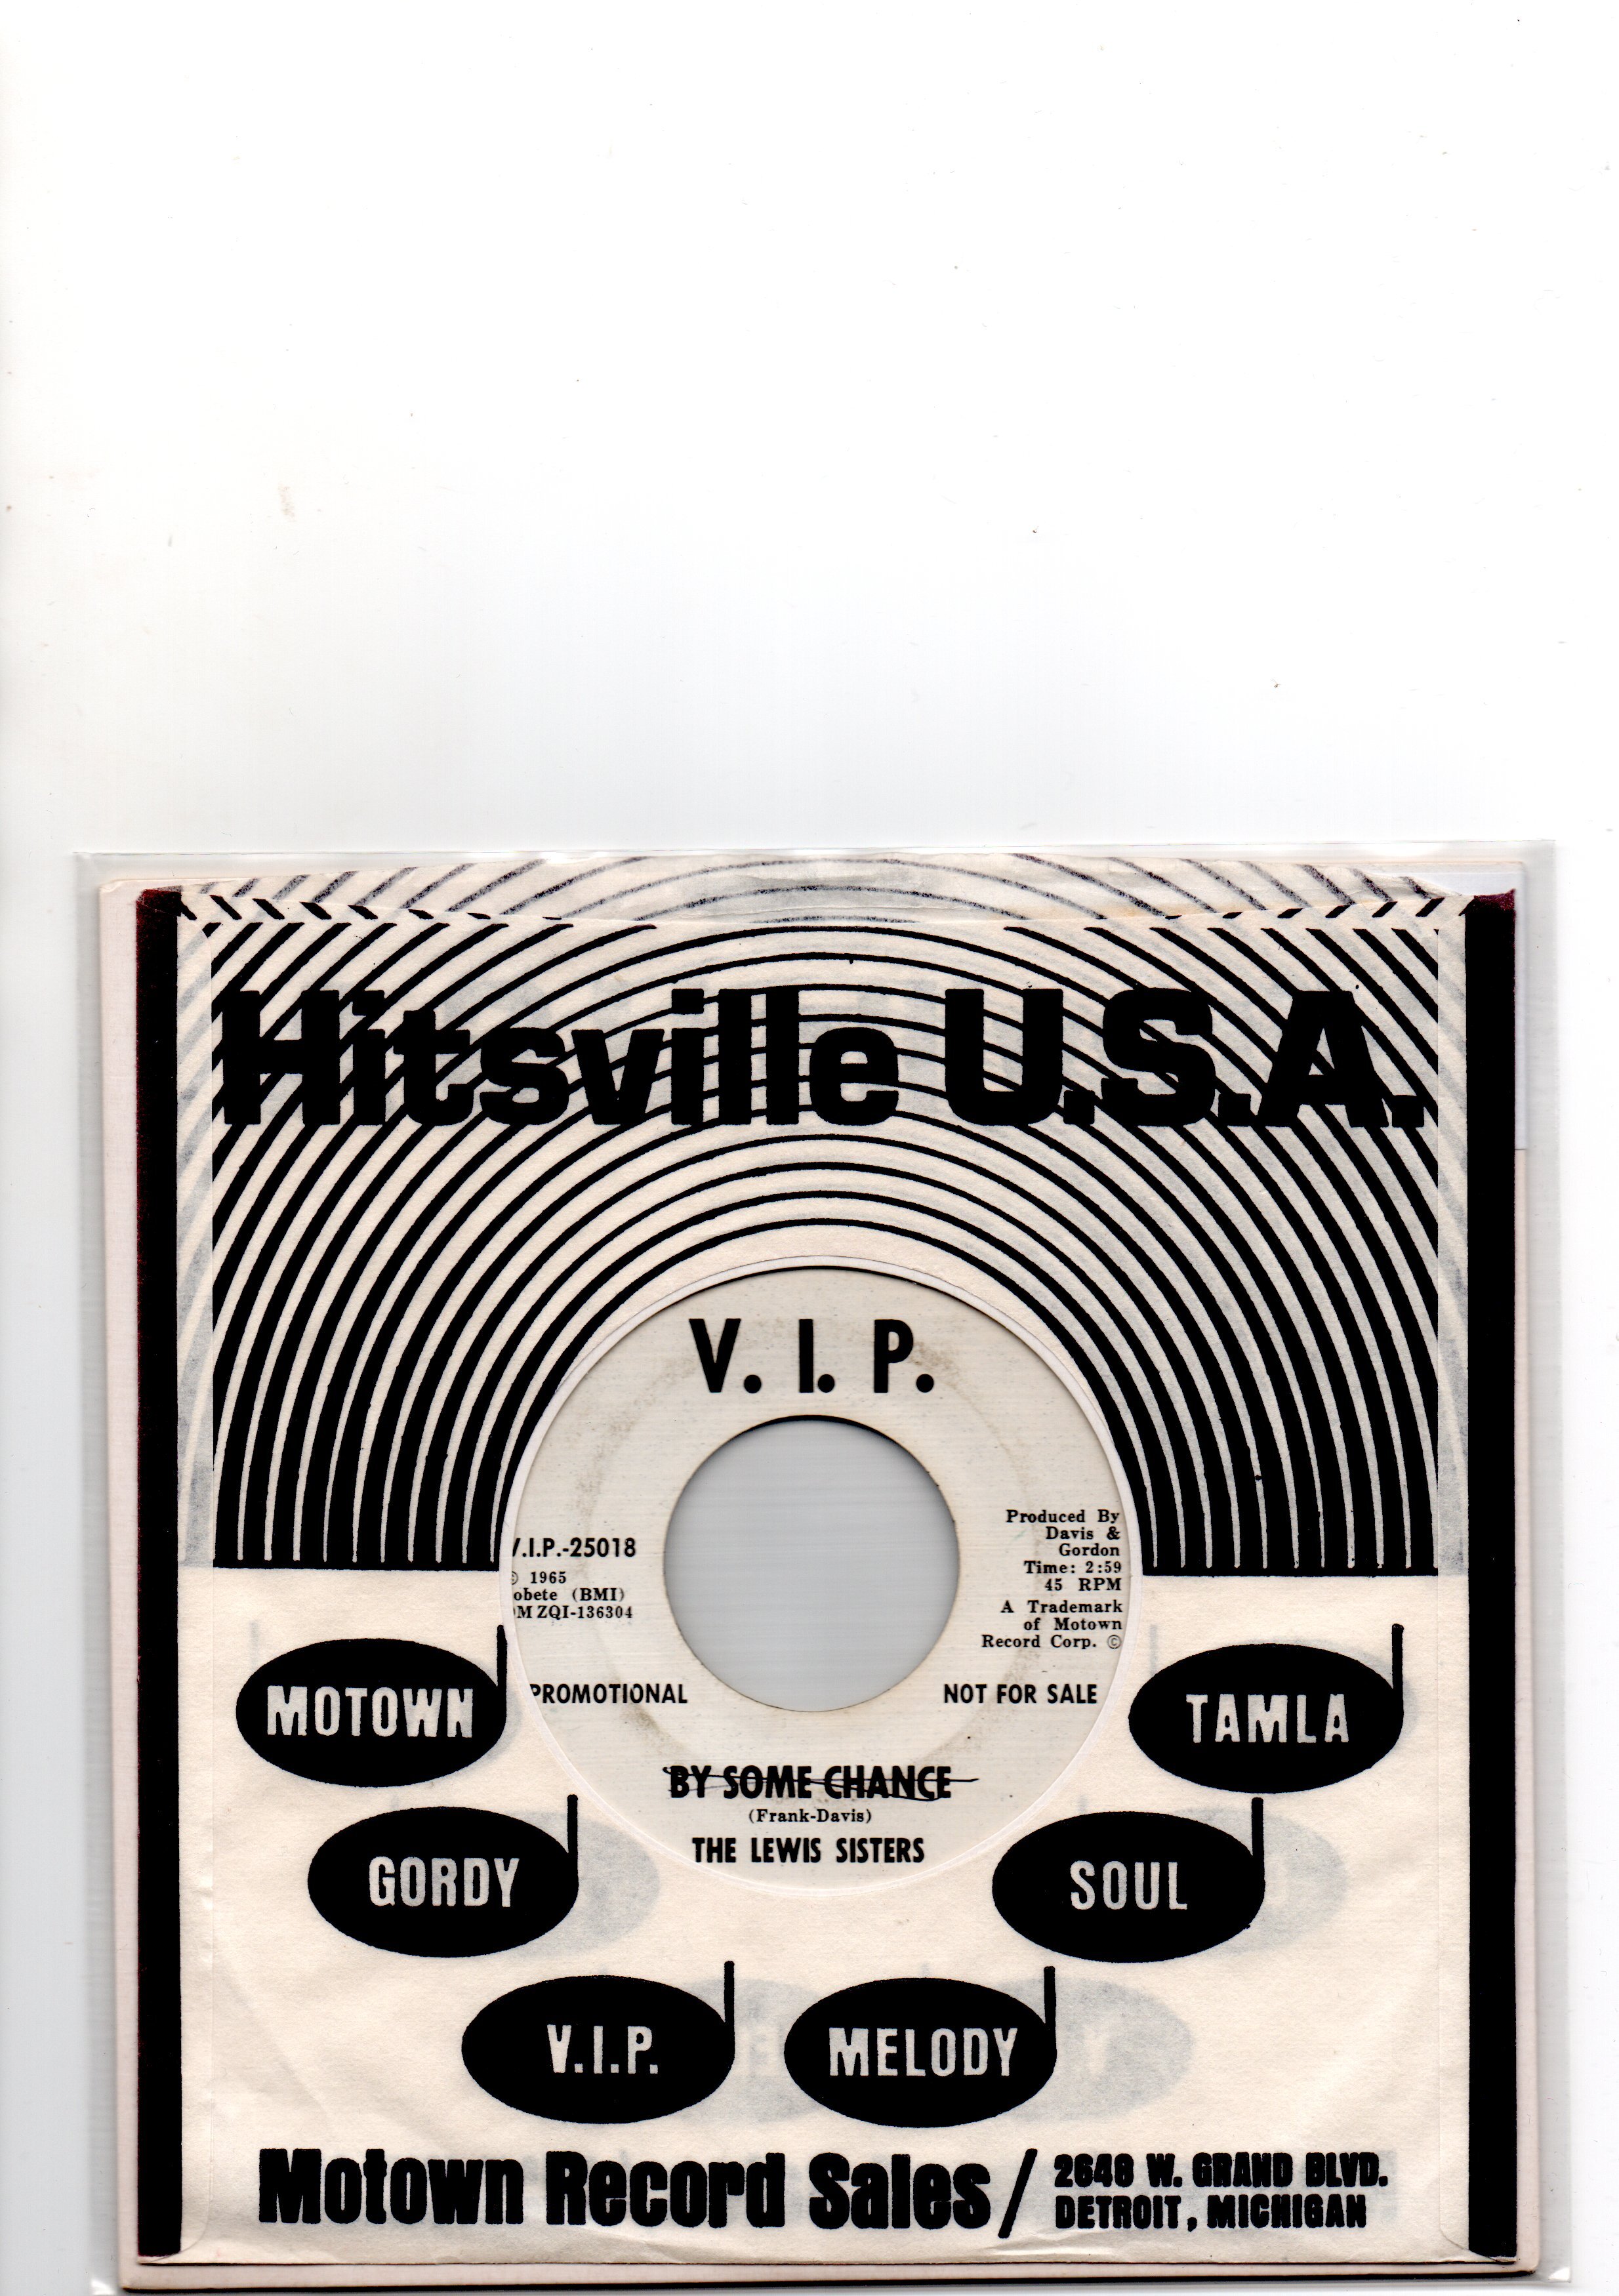 Hitsville U.S.A.
V. I. P.
V.I.P.-25018
© 1965
obete (BMI)
M ZQI-136304
Produced By
Davis &
Gordon
Time: 2:59
45 RPM
A Trademark
of Motown
Record Corp. ©
PROMOTIONAL
NOT FOR SALE
BY SOME CHANCE
(Frank-Davis)
THE LEWIS SISTERS
MOTOWN
TAMLA
GORDY
SOUL
V.I.P.
MELODY
Motown Record Sales/
2648 W. GRAND BLVD.
DETROIT, MICHIGAN